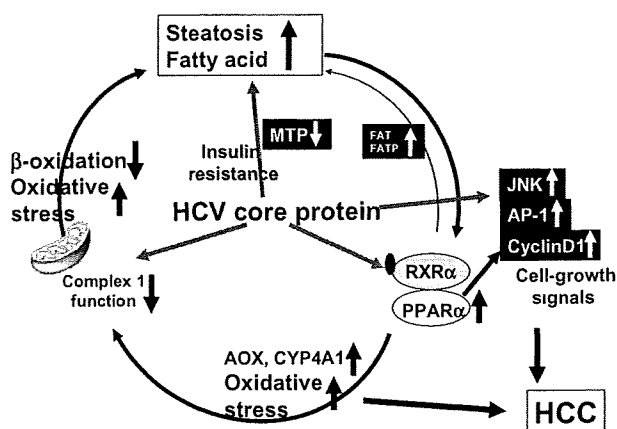 Steatosis
Fatty acid
MTP
FAT
FATP
Insulin
resistance
β-oxidation
Oxidative
stress
HCV core protein
JNK
AP-1
CyclinD1
Cell-growth
signals
RXRα
PPARα
Complex 1
function
AOX, CYP4A1
Oxidative
stress
HCC